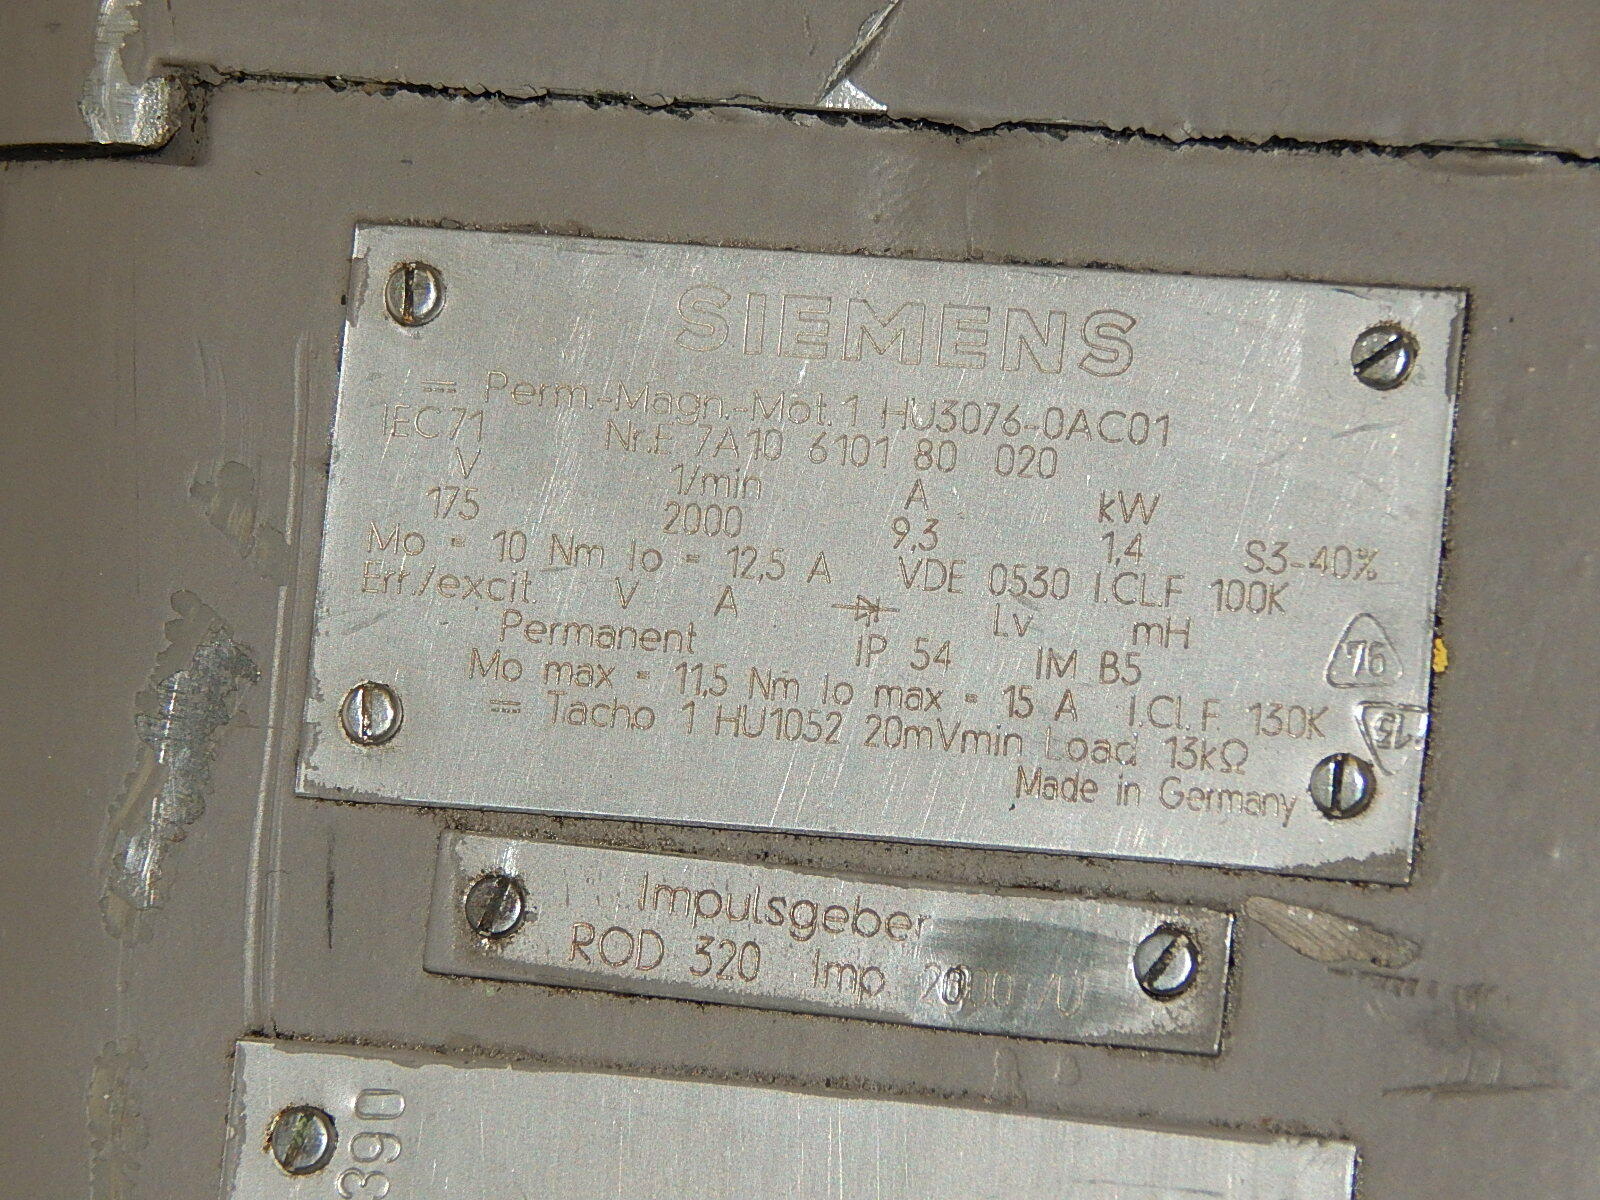 SIEMENS
⎓ Perm.-Magn.-Mot. 1 HU3076-0AC01
IEC 71 Nr.E 7A10 6101 80 020
V 1/min A kW
175 2000 9,3 1,4 S3-40%
Mo = 10 Nm Io = 12,5 A VDE 0530 I.CL.F 100K
Err./excit. V A Lv mH
Permanent IP 54 IM B5
76
Mo max = 11,5 Nm Io max = 15 A I.Cl.F 130K
15
⎓ Tacho 1 HU1052 20mVmin Load 13kΩ
Made in Germany
Impulsgeber
ROD 320 Imp
390